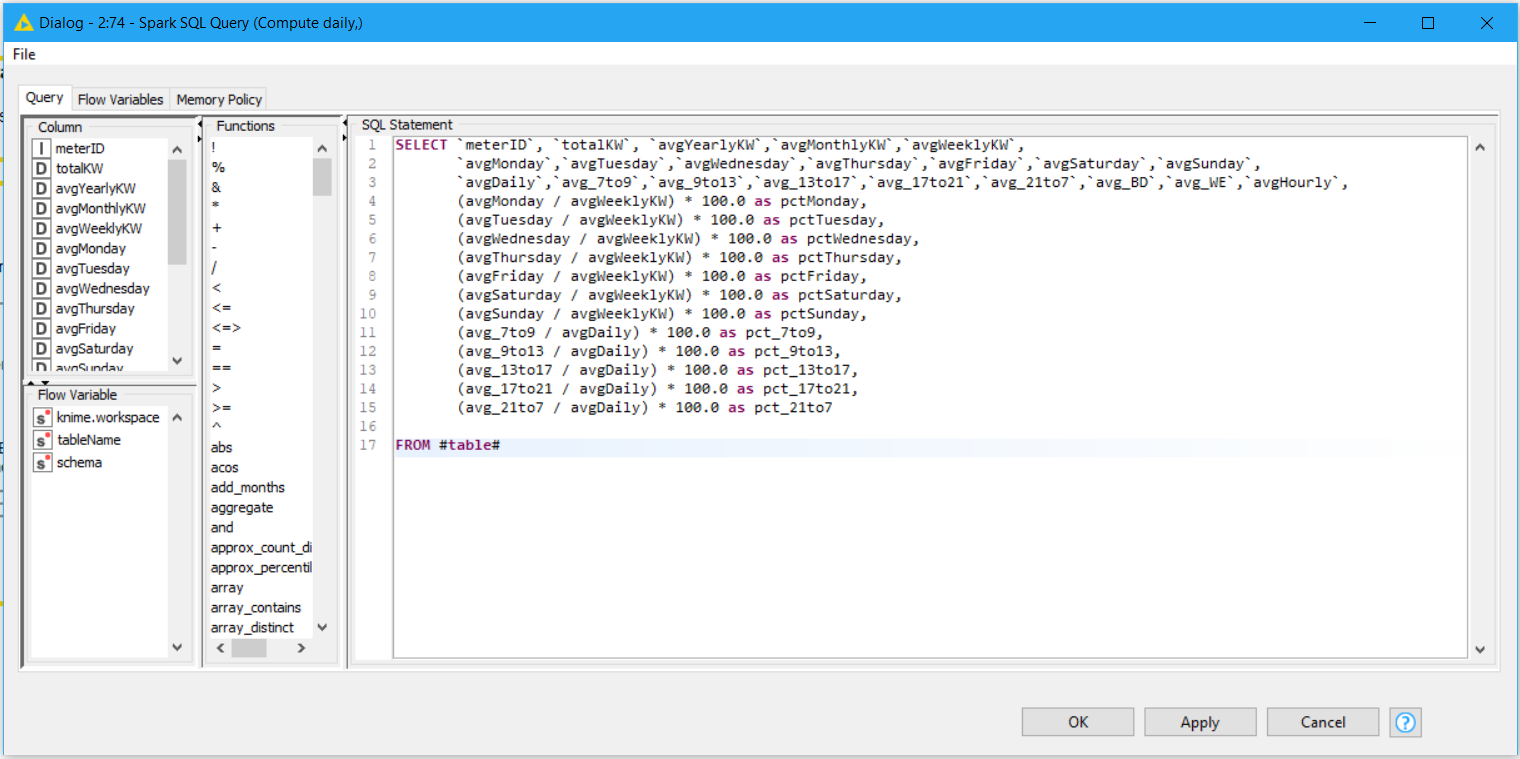 Dialog - 2:74 - Spark SQL Query (Compute daily,)
File
Query Flow Variables Memory Policy
Column
I meterID
D totalKW
D avgYearlyKW
D avgMonthlyKW
D avgWeeklyKW
D avgMonday
D avgTuesday
D avgWednesday
D avgThursday
D avgFriday
D avgSaturday
D avgSunday
Flow Variable
s knime.workspace
s tableName
s schema
Functions
!
%
&
*
+
-
/
<
<=
<=>
=
==
>
>=
^
abs
acos
add_months
aggregate
and
approx_count_di
approx_percentil
array
array_contains
array_distinct
SQL Statement
1 SELECT `meterID`, `totalKW`, `avgYearlyKW`,`avgMonthlyKW`,`avgWeeklyKW`,
2 `avgMonday`,`avgTuesday`,`avgWednesday`,`avgThursday`,`avgFriday`,`avgSaturday`,`avgSunday`,
3 `avgDaily`,`avg_7to9`,`avg_9to13`,`avg_13to17`,`avg_17to21`,`avg_21to7`,`avg_BD`,`avg_WE`,`avgHourly`,
4 (avgMonday / avgWeeklyKW) * 100.0 as pctMonday,
5 (avgTuesday / avgWeeklyKW) * 100.0 as pctTuesday,
6 (avgWednesday / avgWeeklyKW) * 100.0 as pctWednesday,
7 (avgThursday / avgWeeklyKW) * 100.0 as pctThursday,
8 (avgFriday / avgWeeklyKW) * 100.0 as pctFriday,
9 (avgSaturday / avgWeeklyKW) * 100.0 as pctSaturday,
10 (avgSunday / avgWeeklyKW) * 100.0 as pctSunday,
11 (avg_7to9 / avgDaily) * 100.0 as pct_7to9,
12 (avg_9to13 / avgDaily) * 100.0 as pct_9to13,
13 (avg_13to17 / avgDaily) * 100.0 as pct_13to17,
14 (avg_17to21 / avgDaily) * 100.0 as pct_17to21,
15 (avg_21to7 / avgDaily) * 100.0 as pct_21to7
16
17 FROM #table#
OK Apply Cancel ?